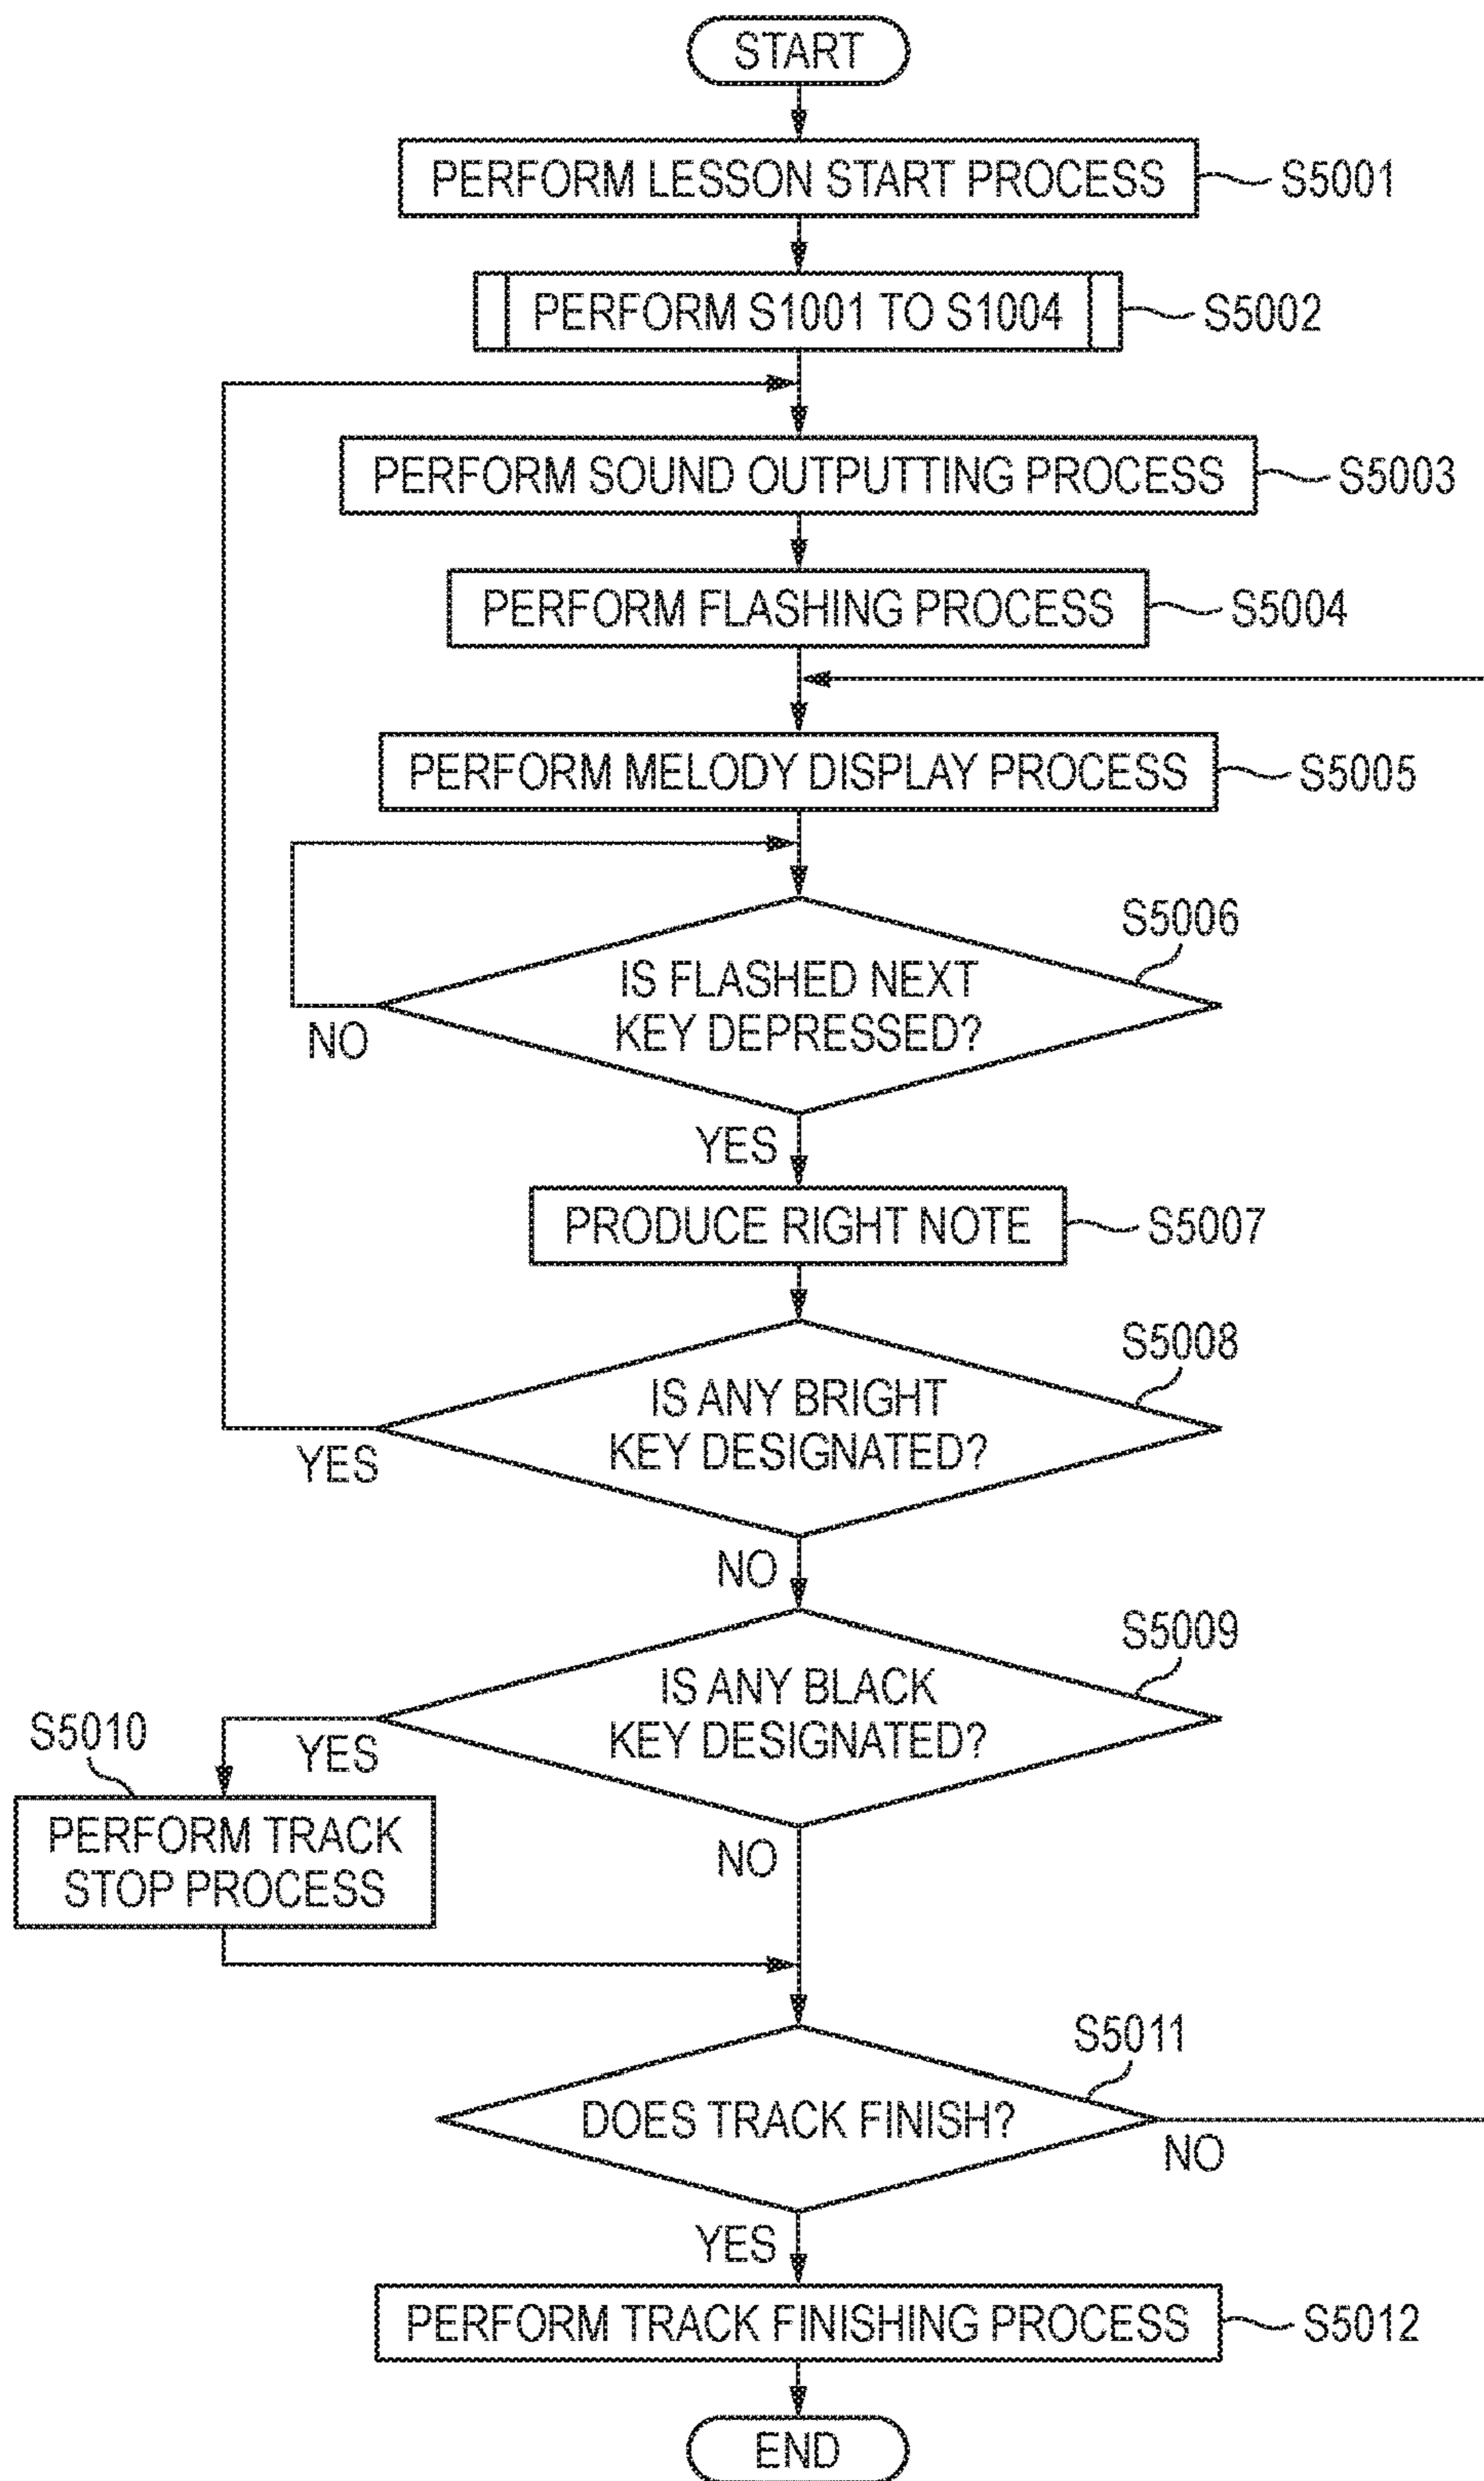 START
PERFORM LESSON START PROCESS
S5001
PERFORM S1001 TO S1004
S5002
PERFORM SOUND OUTPUTTING PROCESS
S5003
PERFORM FLASHING PROCESS
S5004
PERFORM MELODY DISPLAY PROCESS
S5005
S5006
IS FLASHED NEXT
KEY DEPRESSED?
NO
YES
PRODUCE RIGHT NOTE
S5007
S5008
IS ANY BRIGHT
KEY DESIGNATED?
YES
NO
S5009
IS ANY BLACK
KEY DESIGNATED?
YES
NO
S5010
PERFORM TRACK
STOP PROCESS
S5011
DOES TRACK FINISH?
NO
YES
PERFORM TRACK FINISHING PROCESS
S5012
END